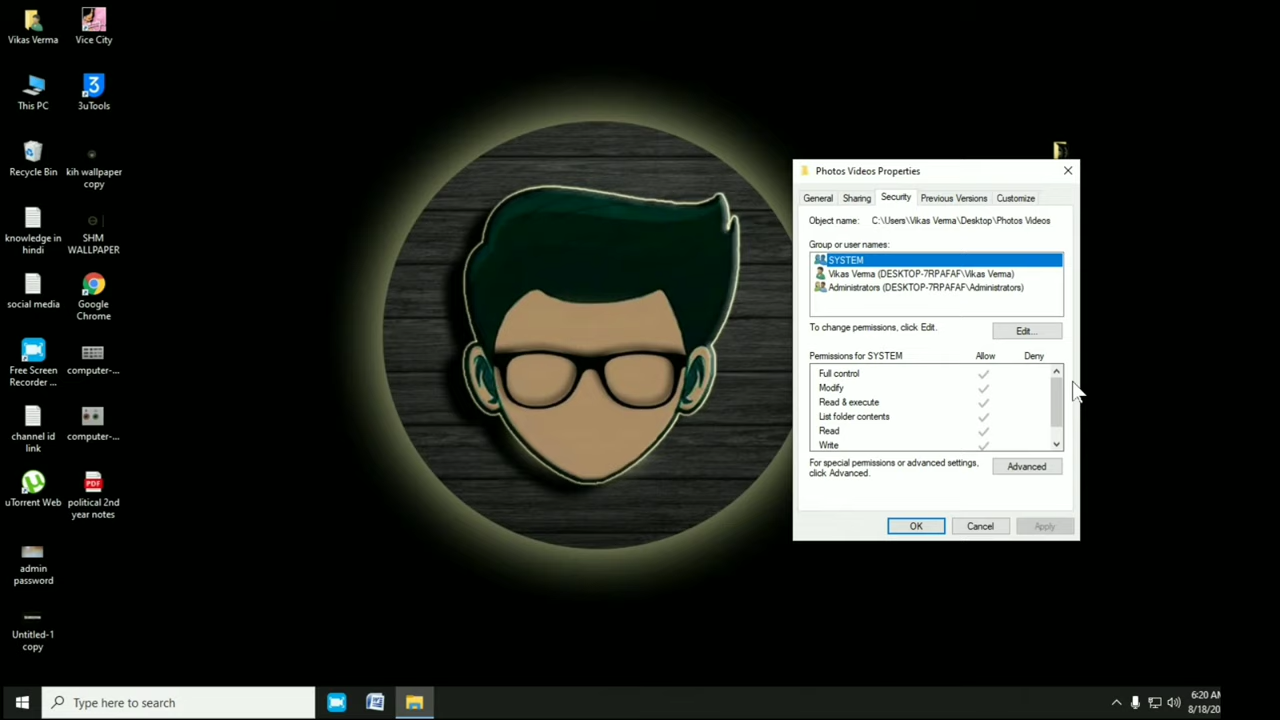 Vikas Verma
Vice City
This PC
3uTools
Recycle Bin
kih wallpaper
copy
knowledge in
hindi
SHM
WALLPAPER
social media
Google
Chrome
Free Screen
Recorder ...
computer-...
channel id
link
computer-...
uTorrent Web
political 2nd
year notes
PDF
admin
password
Untitled-1
copy
Photos Videos Properties
General
Sharing
Security
Previous Versions
Customize
Object name: C:\Users\Vikas Verma\Desktop\Photos Videos
Group or user names:
SYSTEM
Vikas Verma (DESKTOP-7RPAFAF\Vikas Verma)
Administrators (DESKTOP-7RPAFAF\Administrators)
To change permissions, click Edit.
Edit...
Permissions for SYSTEM Allow Deny
Full control
Modify
Read & execute
List folder contents
Read
Write
For special permissions or advanced settings,
click Advanced.
Advanced
OK
Cancel
Apply
Type here to search
6:20 AM
8/18/20